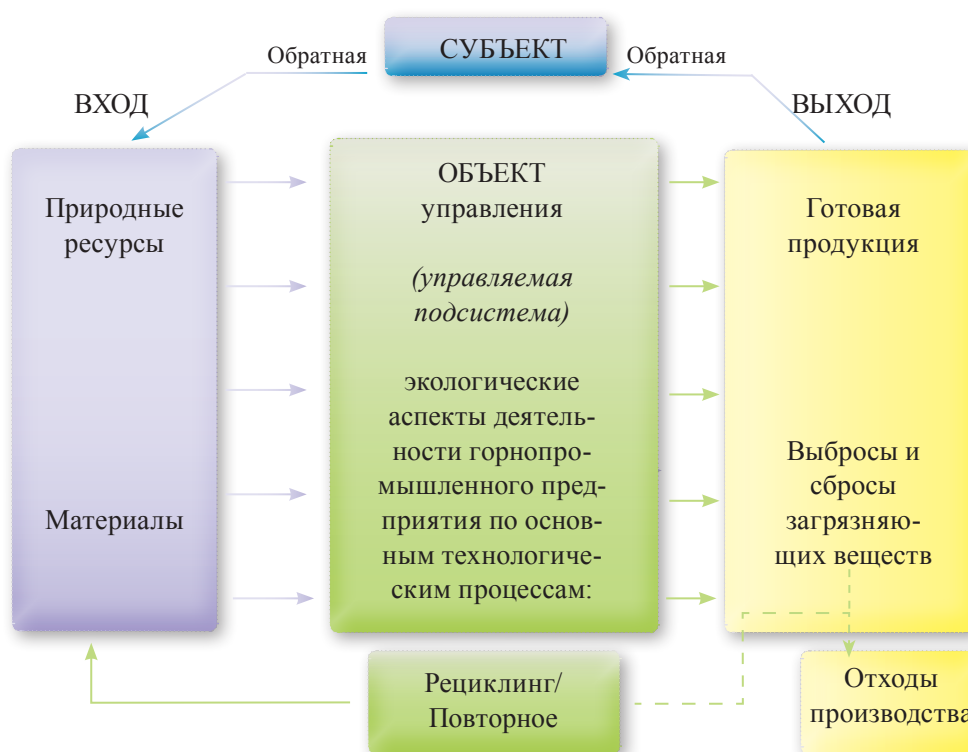 Обратная
СУБЪЕКТ
Обратная
ВХОД
ВЫХОД
Природные
ресурсы
Материалы
ОБЪЕКТ
управления
(управляемая
подсистема)
экологические
аспекты деятель-
ности горнопро-
мышленного пред-
приятия по основ-
ным технологиче-
ским процессам:
Готовая
продукция
Выбросы и
сбросы
загрязняю-
щих веществ
Рециклинг/
Повторное
Отходы
производства